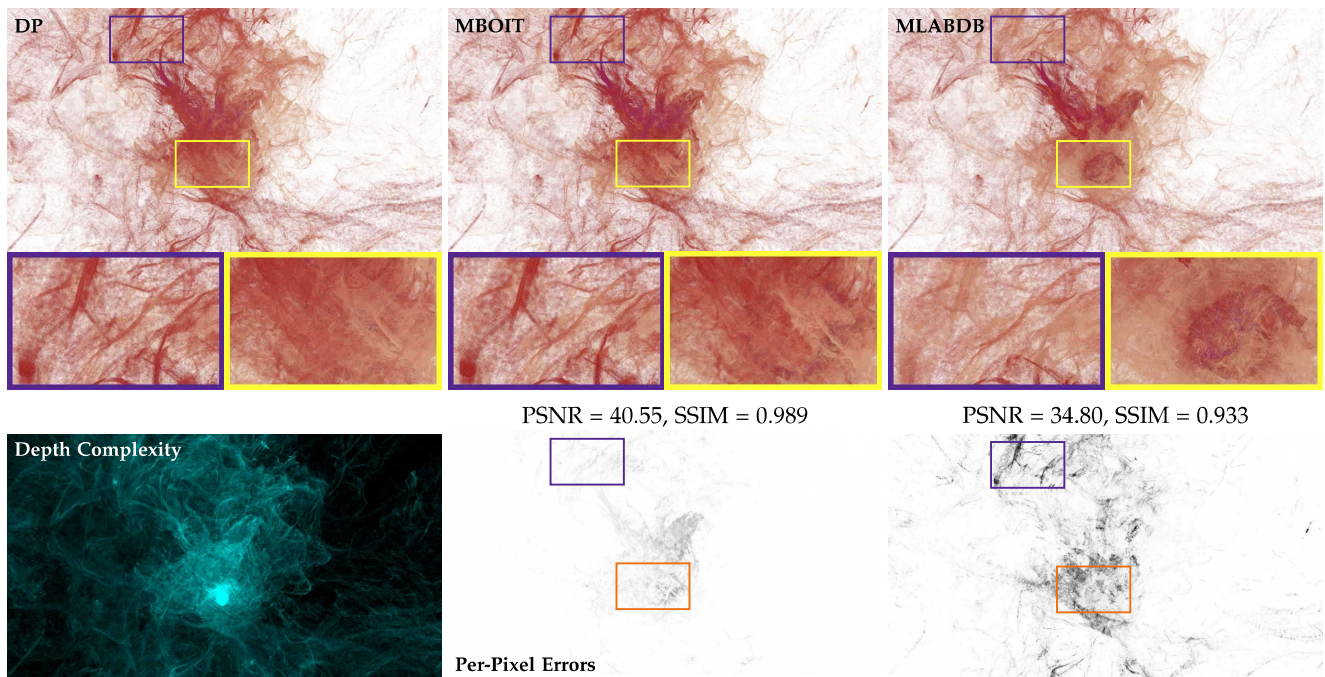 DP
MBOIT
MLABDB
PSNR = 40.55, SSIM = 0.989
PSNR = 34.80, SSIM = 0.933
Depth Complexity
Per-Pixel Errors